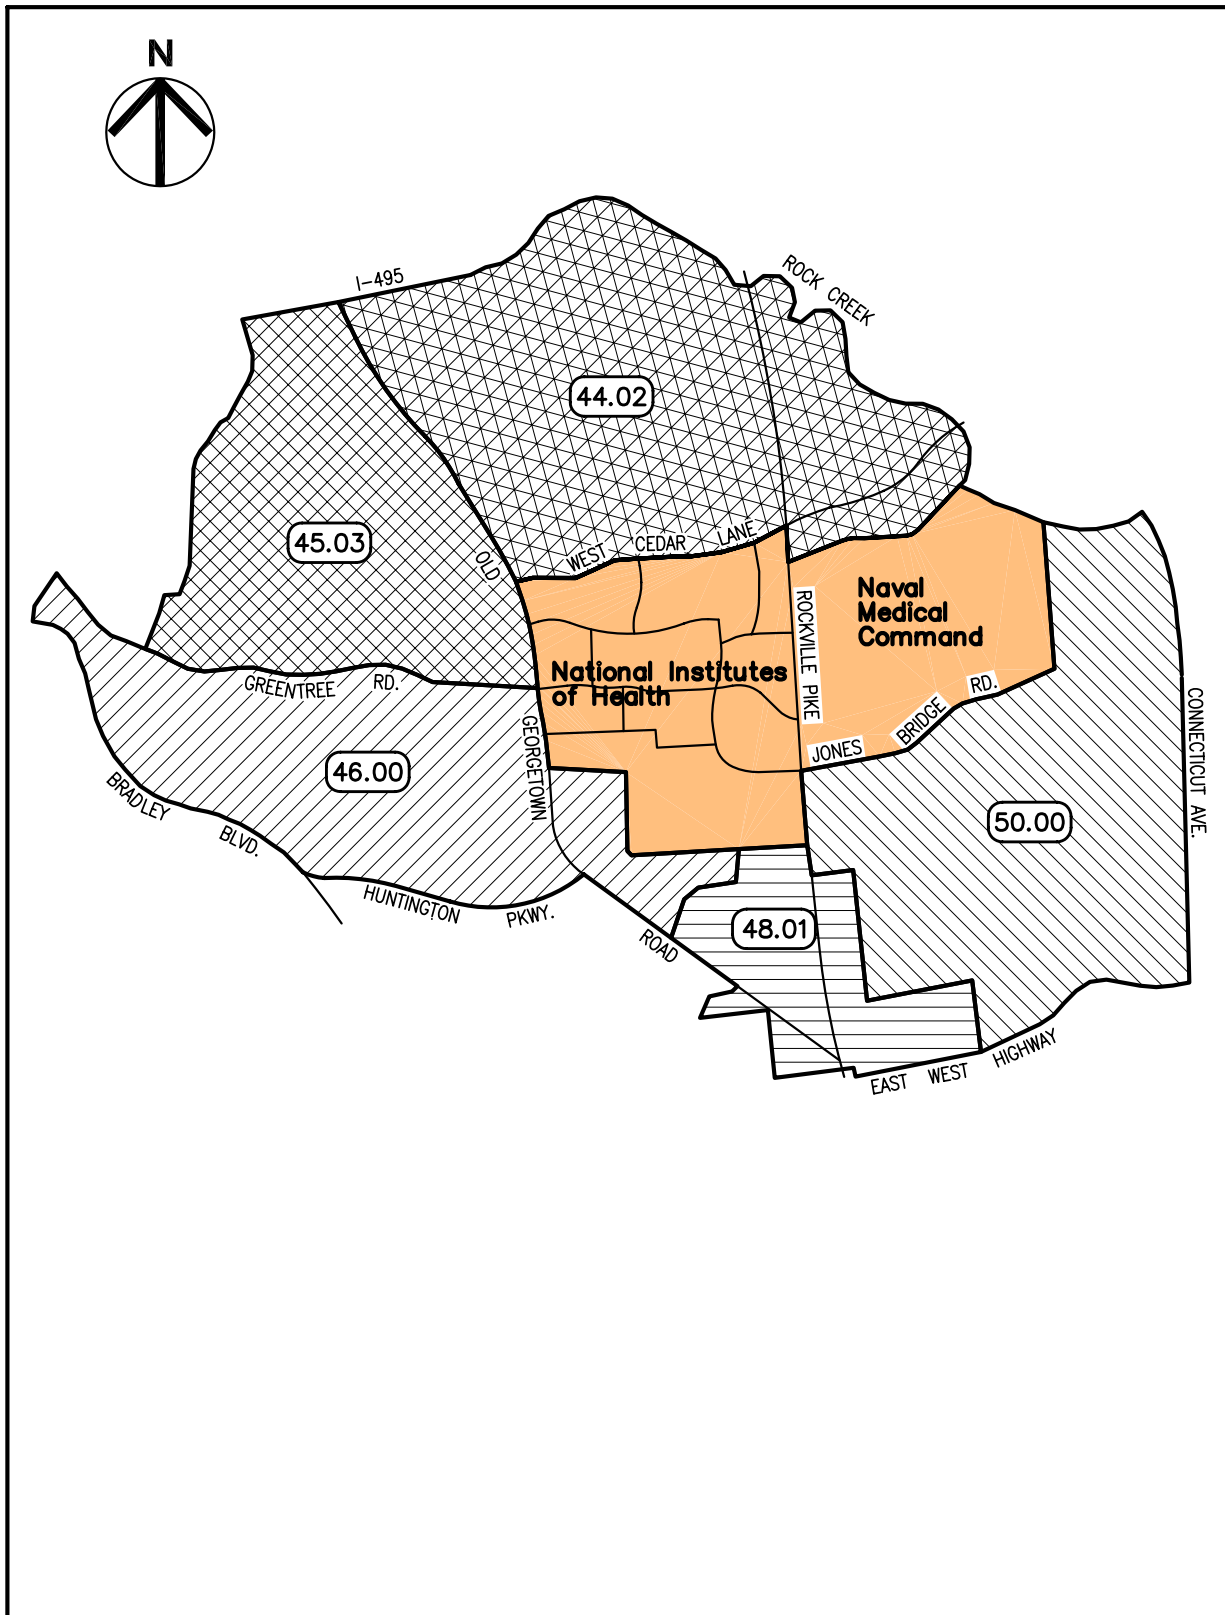 N
I-495
ROCK CREEK
44.02
45.03
OLD
WEST CEDAR LANE
Naval
Medical
Command
ROCKVILLE PIKE
National Institutes
of Health
GREENTREE RD.
GEORGETOWN
JONES BRIDGE RD.
CONNECTICUT AVE.
46.00
BRADLEY BLVD.
50.00
HUNTINGTON PKWY.
48.01
ROAD
EAST WEST HIGHWAY